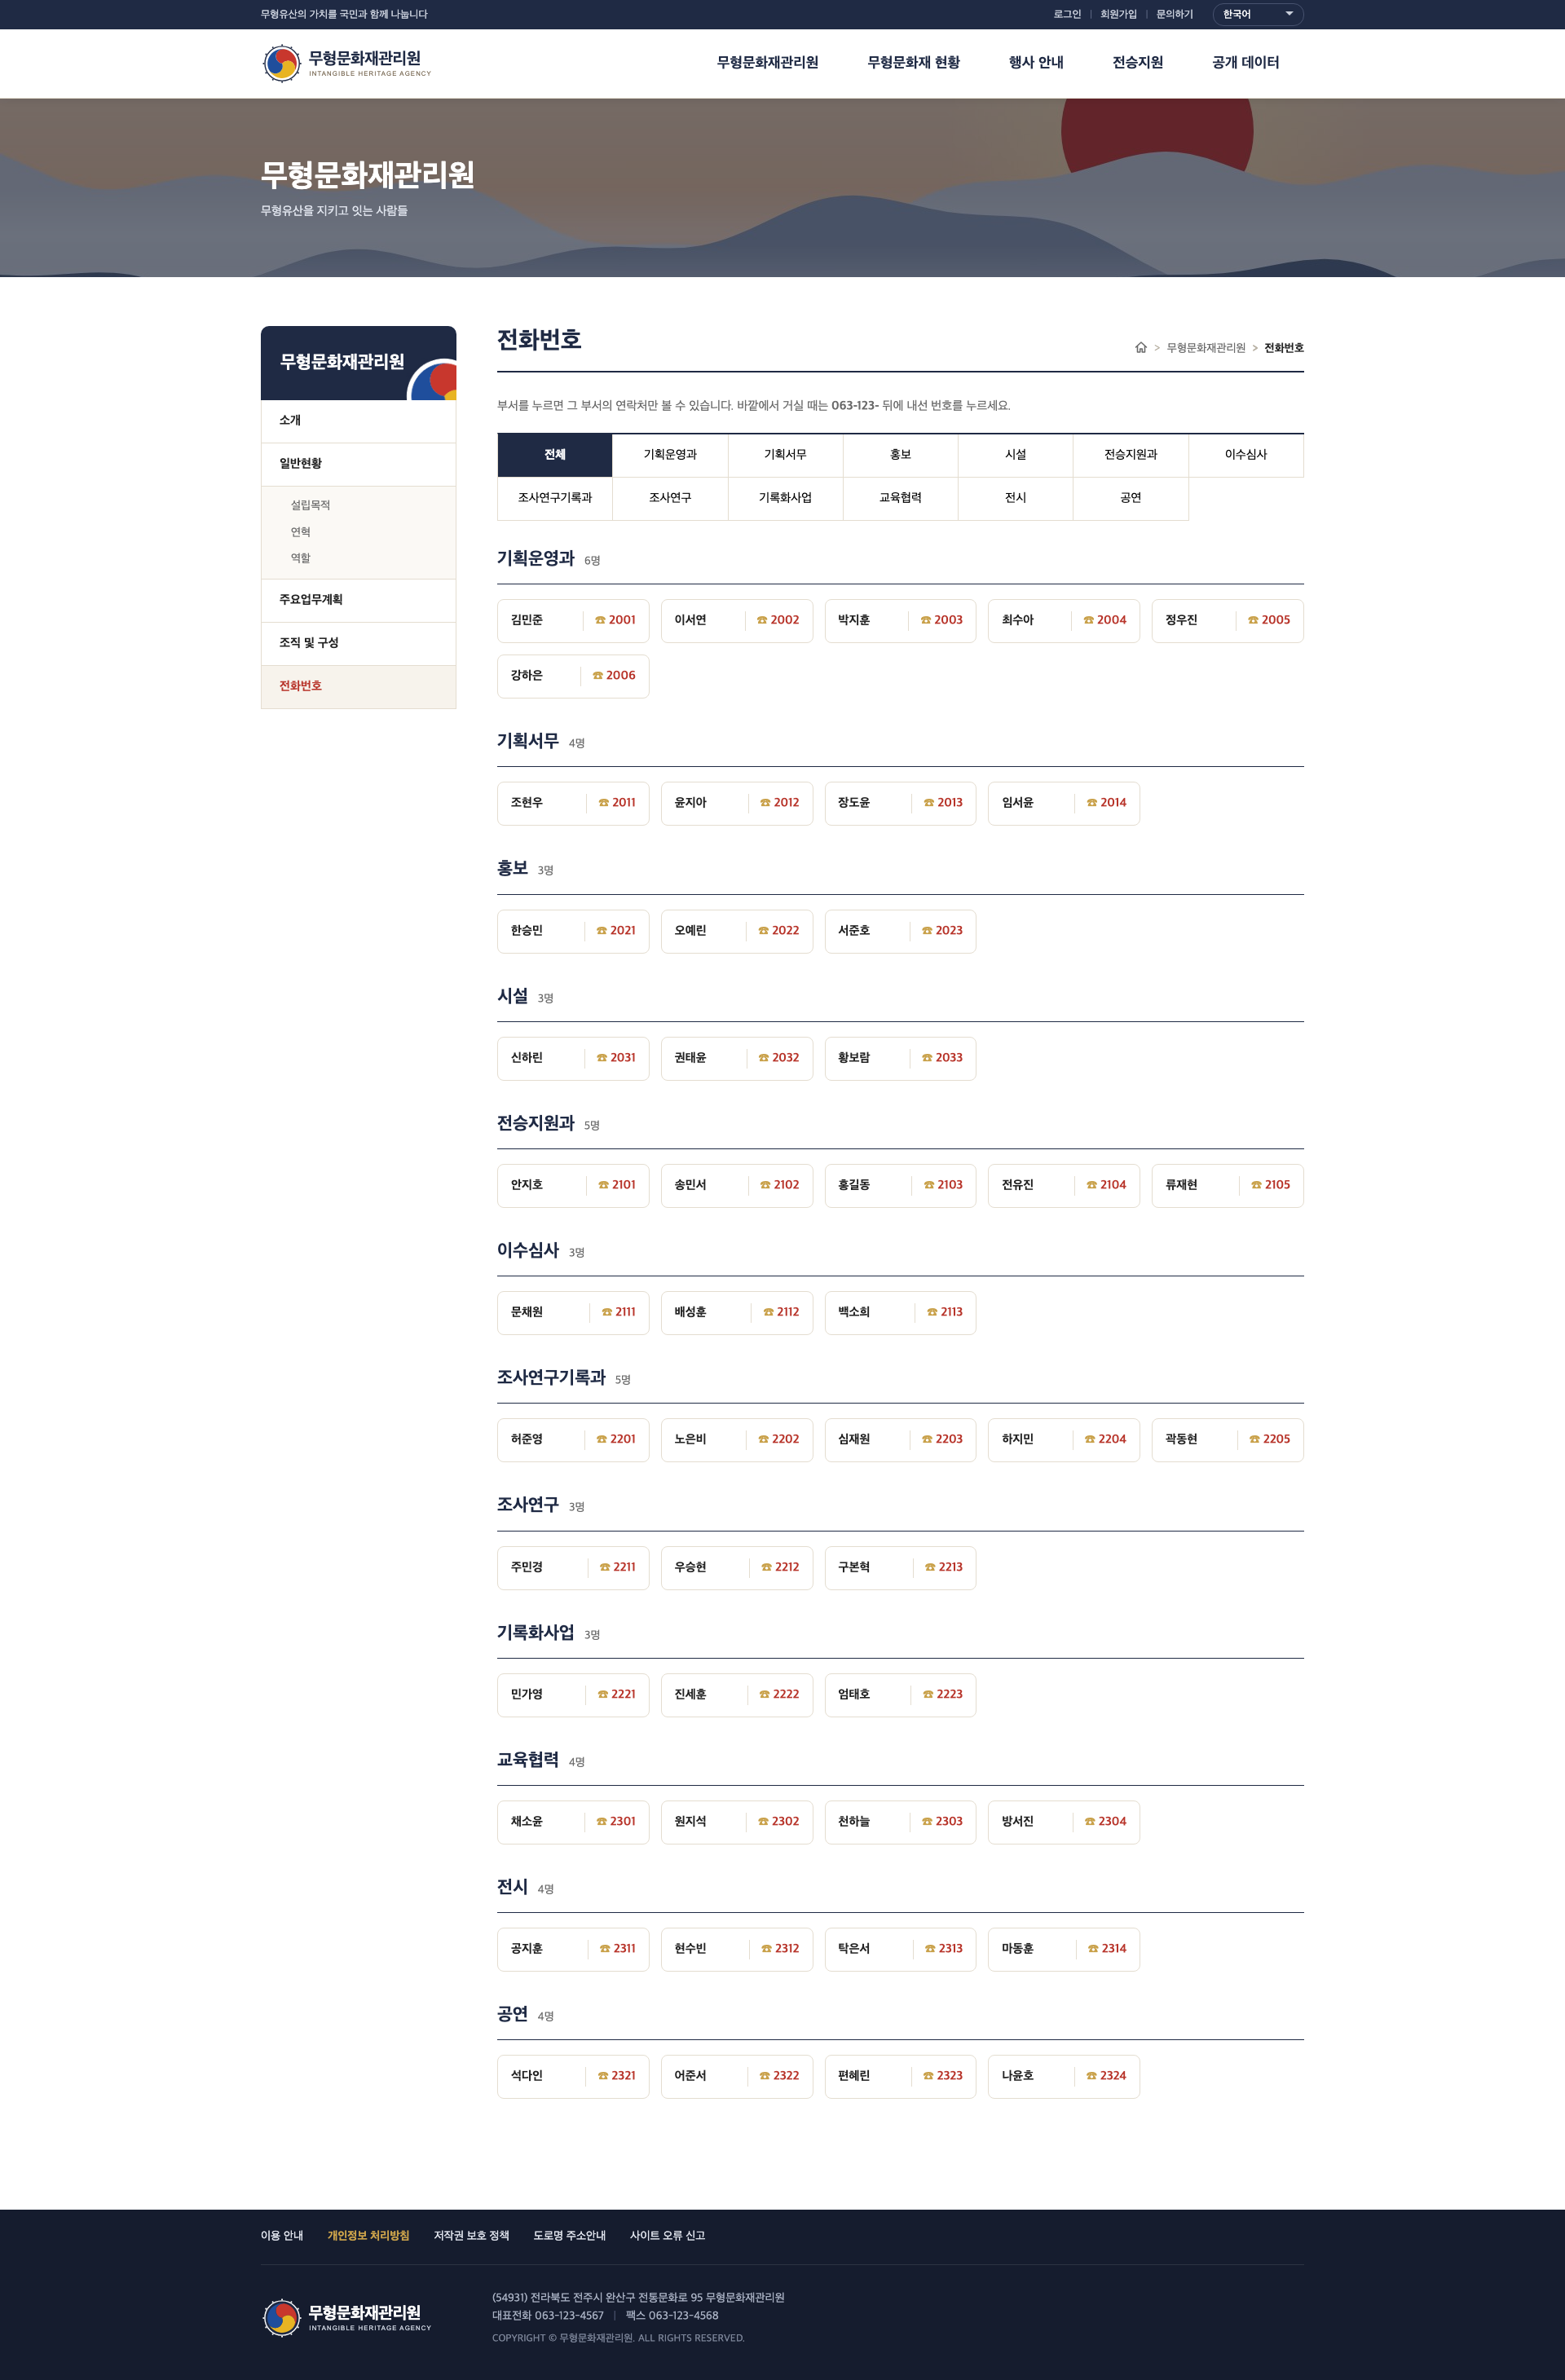 무형유산의 가치를 국민과 함께 나눕니다
로그인 | 회원가입 | 문의하기 한국어
무형문화재관리원
INTANGIBLE HERITAGE AGENCY
무형문화재관리원 무형문화재 현황 행사 안내 전승지원 공개 데이터
무형문화재관리원
무형유산을 지키고 잇는 사람들
무형문화재관리원
소개
일반현황
설립목적
연혁
역할
주요업무계획
조직 및 구성
전화번호
전화번호
> 무형문화재관리원 > 전화번호
부서를 누르면 그 부서의 연락처만 볼 수 있습니다. 바깥에서 거실 때는 063-123- 뒤에 내선 번호를 누르세요.
전체 기획운영과 기획서무 홍보 시설 전승지원과 이수심사
조사연구기록과 조사연구 기록화사업 교육협력 전시 공연
기획운영과 6명
김민준 ☎ 2001 이서연 ☎ 2002 박지훈 ☎ 2003 최수아 ☎ 2004 정우진 ☎ 2005
강하은 ☎ 2006
기획서무 4명
조현우 ☎ 2011 윤지아 ☎ 2012 장도윤 ☎ 2013 임서윤 ☎ 2014
홍보 3명
한승민 ☎ 2021 오예린 ☎ 2022 서준호 ☎ 2023
시설 3명
신하린 ☎ 2031 권태윤 ☎ 2032 황보람 ☎ 2033
전승지원과 5명
안지호 ☎ 2101 송민서 ☎ 2102 홍길동 ☎ 2103 전유진 ☎ 2104 류재현 ☎ 2105
이수심사 3명
문채원 ☎ 2111 배성훈 ☎ 2112 백소희 ☎ 2113
조사연구기록과 5명
허준영 ☎ 2201 노은비 ☎ 2202 심재원 ☎ 2203 하지민 ☎ 2204 곽동현 ☎ 2205
조사연구 3명
주민경 ☎ 2211 우승현 ☎ 2212 구본혁 ☎ 2213
기록화사업 3명
민가영 ☎ 2221 진세훈 ☎ 2222 엄태호 ☎ 2223
교육협력 4명
채소윤 ☎ 2301 원지석 ☎ 2302 천하늘 ☎ 2303 방서진 ☎ 2304
전시 4명
공지훈 ☎ 2311 현수빈 ☎ 2312 탁은서 ☎ 2313 마동훈 ☎ 2314
공연 4명
석다인 ☎ 2321 어준서 ☎ 2322 편혜린 ☎ 2323 나윤호 ☎ 2324
이용 안내 개인정보 처리방침 저작권 보호 정책 도로명 주소안내 사이트 오류 신고
무형문화재관리원
INTANGIBLE HERITAGE AGENCY
(54931) 전라북도 전주시 완산구 전통문화로 95 무형문화재관리원
대표전화 063-123-4567 | 팩스 063-123-4568
COPYRIGHT © 무형문화재관리원. ALL RIGHTS RESERVED.